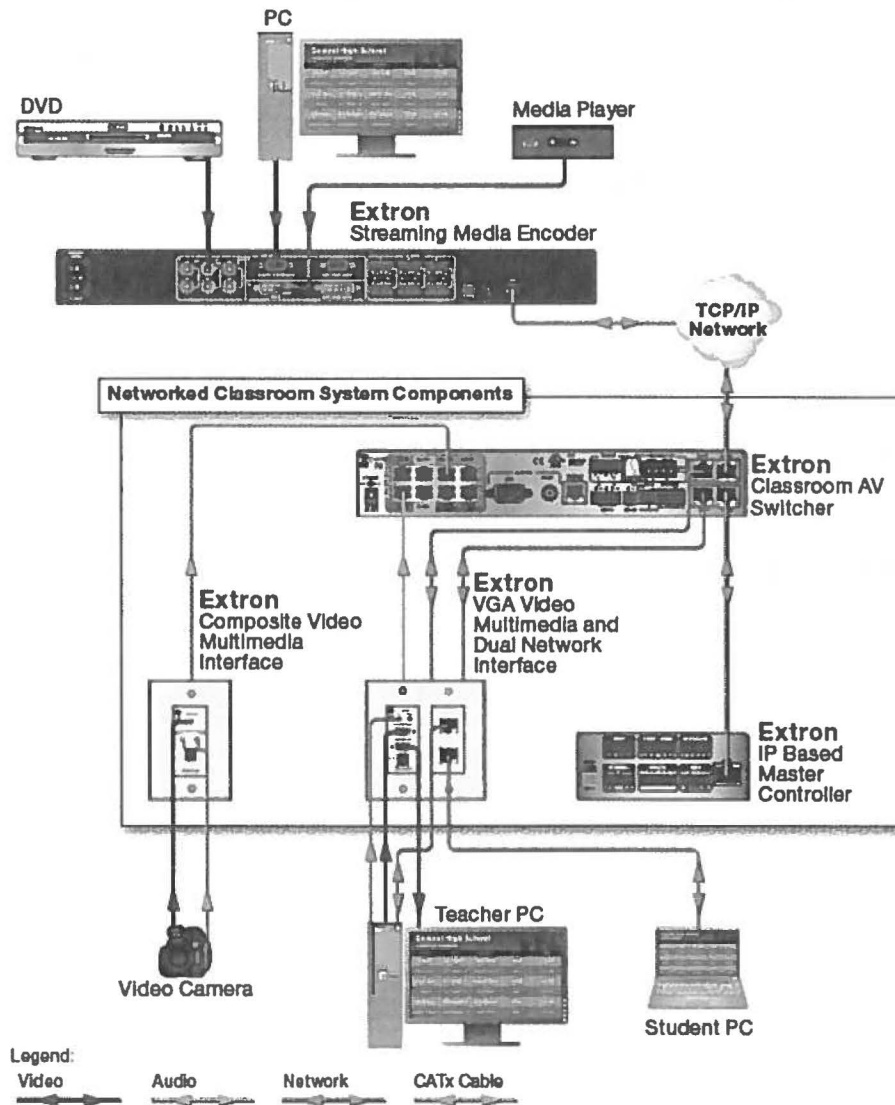 PC
DVD
Media Player
Extron
Streaming Media Encoder
TCP/IP
Network
Networked Classroom System Components
Extron
Classroom AV
Switcher
Extron
Composite Video
Multimedia
Interface
Extron
VGA Video
Multimedia and
Dual Network
Interface
Extron
IP Based
Master
Controller
Teacher PC
Video Camera
Student PC
Legend:
Video Audio Network CATx Cable